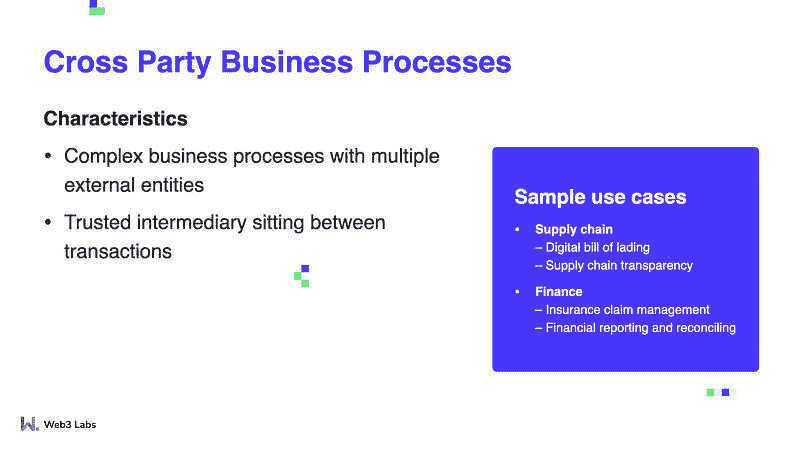 Cross Party Business Processes
Characteristics
• Complex business processes with multiple
external entities
• Trusted intermediary sitting between
transactions
Sample use cases
• Supply chain
– Digital bill of lading
– Supply chain transparency
• Finance
– Insurance claim management
– Financial reporting and reconciling
W. Web3 Labs